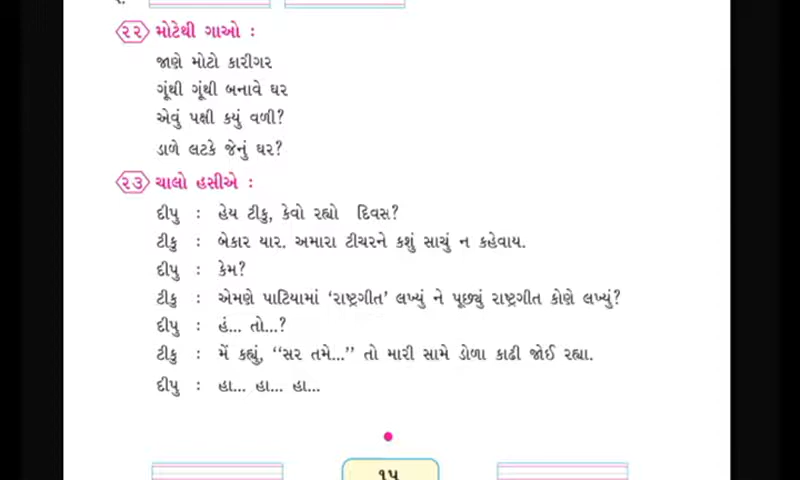 ૨૨ મોટેથી ગાઓ :
જાણે મોટો કારીગર
ગૂંથી ગૂંથી બનાવે ઘર
એવું પક્ષી કયું વળી?
ડાળે લટકે જેનું ઘર?
૨૩ ચાલો હસીએ :
દીપુ : હેય ટીકુ, કેવો રહ્યો દિવસ?
ટીકુ : બેકાર યાર. અમારા ટીચરને કશું સાચું ન કહેવાય.
દીપુ : કેમ?
ટીકુ : એમણે પાટિયામાં ‘રાષ્ટ્રગીત’ લખ્યું ને પૂછ્યું રાષ્ટ્રગીત કોણે લખ્યું?
દીપુ : હં... તો...?
ટીકુ : મેં કહ્યું, “સર તમે...” તો મારી સામે ડોળા કાઢી જોઈ રહ્યા.
દીપુ : હા... હા... હા...
૧૫